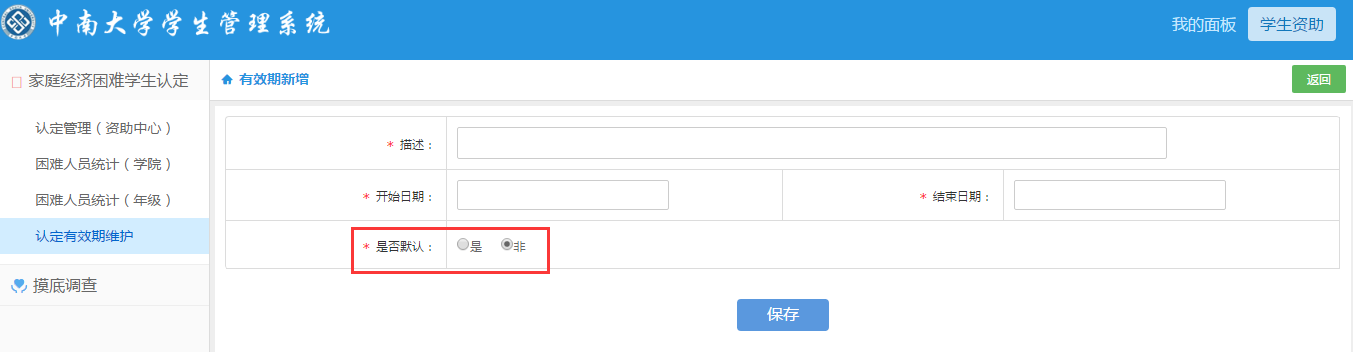 中南大学学生管理系统
我的面板 学生资助
家庭经济困难学生认定
认定管理（资助中心）
困难人员统计（学院）
困难人员统计（年级）
认定有效期维护
摸底调查
有效期新增 返回
* 描述：
* 开始日期： * 结束日期：
* 是否默认： 是 非
保存